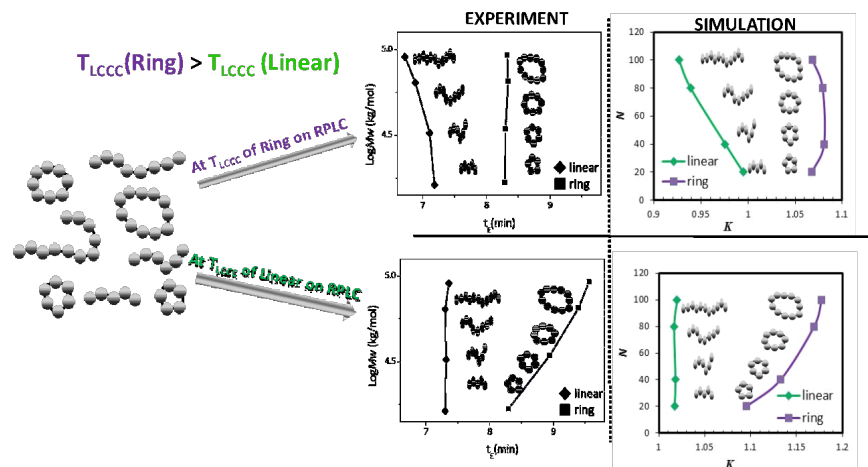 EXPERIMENT
SIMULATION
T_LCCC(Ring) > T_LCCC (Linear)
At T_LCCC of Ring on RPLC
At T_LCCC of Linear on RPLC
LogMw (kg/mol)
5.0
4.5
7
8
9
t_E(min)
linear
ring
N
120
100
80
60
40
20
0
0.9
0.95
1
1.05
1.1
K
linear
ring
LogMw (kg/mol)
5.0
4.5
7
8
9
t_E(min)
linear
ring
N
120
100
80
60
40
20
0
1
1.05
1.1
1.15
1.2
K
linear
ring